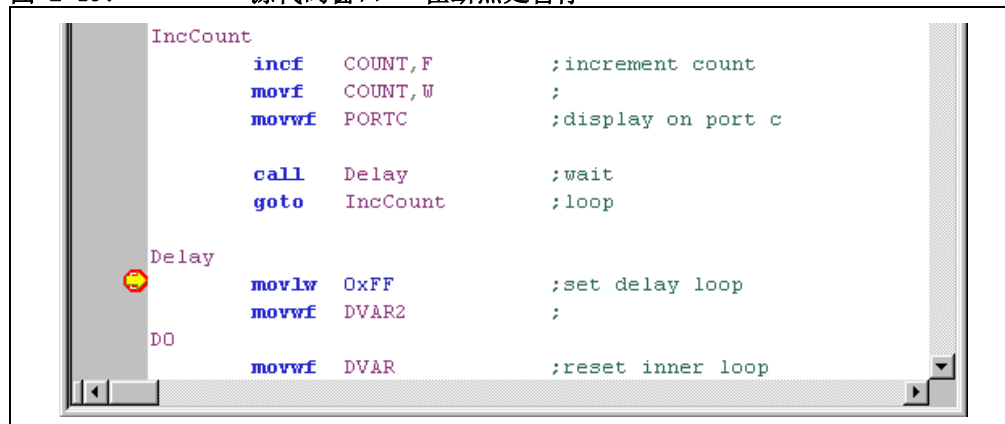 IncCount
incf COUNT,F ;increment count
movf COUNT,W ;
movwf PORTC ;display on port c
call Delay ;wait
goto IncCount ;loop
Delay
movlw 0xFF ;set delay loop
movwf DVAR2 ;
DO
movwf DVAR ;reset inner loop